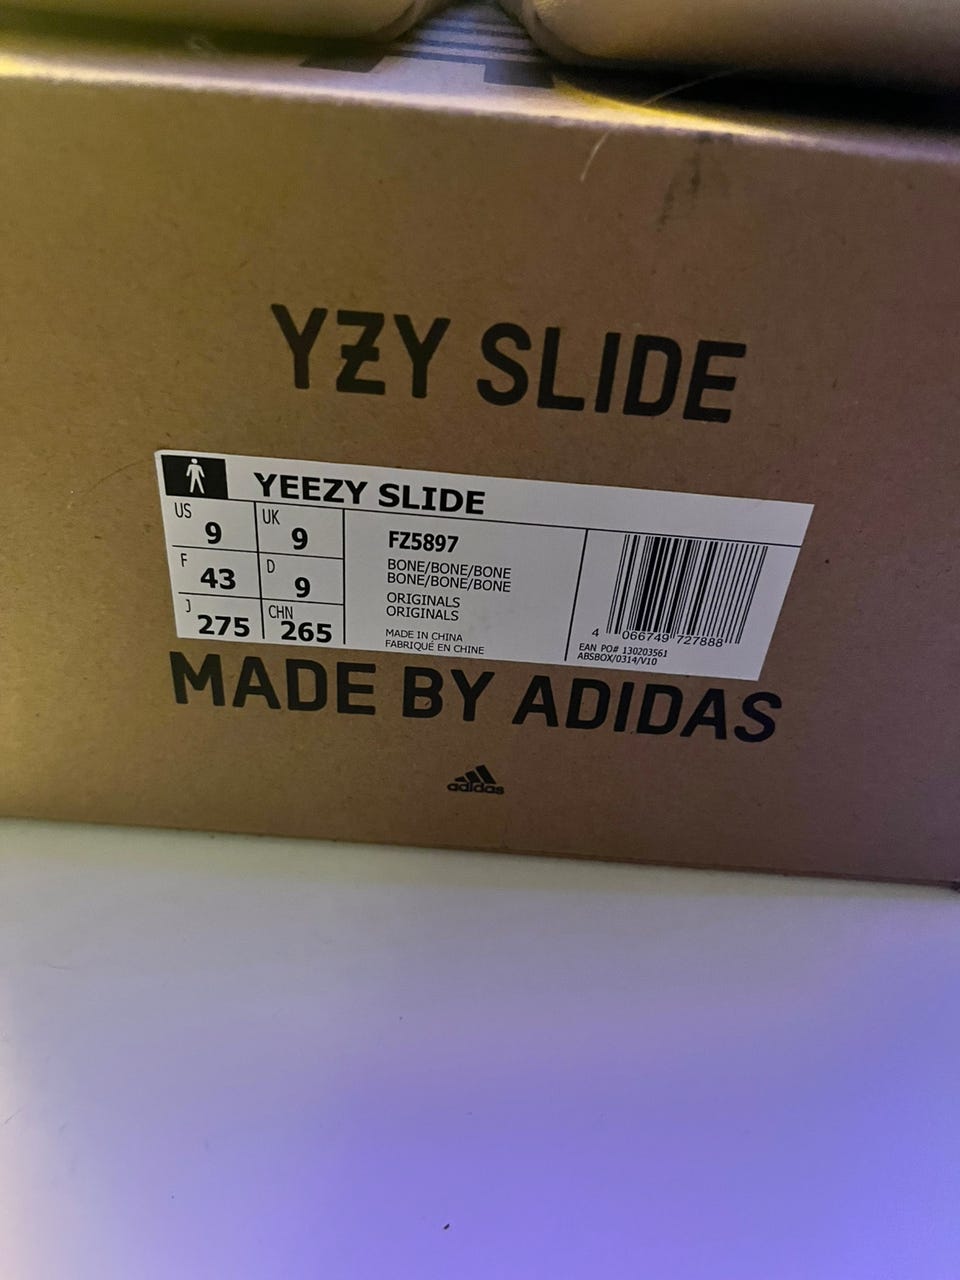 YZY SLIDE
YEEZY SLIDE
US 9 UK 9
F 43 D 9
J 275 CHN 265
FZ5897
BONE/BONE/BONE
BONE/BONE/BONE
ORIGINALS
ORIGINALS
MADE IN CHINA
FABRIQUÉ EN CHINE
4 066749 727888
EAN PO# 130203561
ABSBOX/0314/V10
MADE BY ADIDAS
adidas